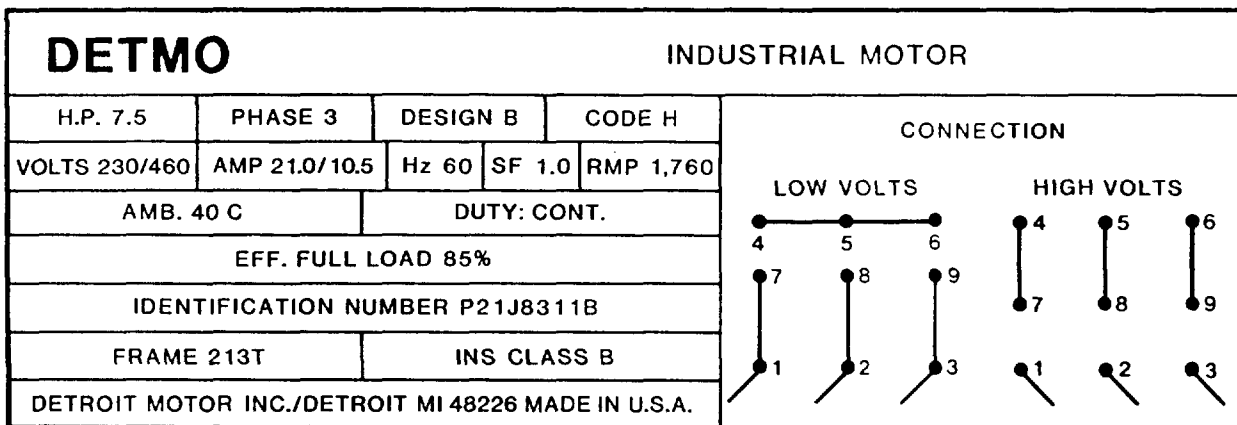 DETMO
INDUSTRIAL MOTOR
H.P. 7.5 PHASE 3 DESIGN B CODE H
VOLTS 230/460 AMP 21.0/10.5 Hz 60 SF 1.0 RMP 1,760
AMB. 40 C DUTY: CONT.
EFF. FULL LOAD 85%
IDENTIFICATION NUMBER P21J8311B
FRAME 213T INS CLASS B
DETROIT MOTOR INC./DETROIT MI 48226 MADE IN U.S.A.
CONNECTION
LOW VOLTS
4 5 6
7 8 9
1 2 3
HIGH VOLTS
4 5 6
7 8 9
1 2 3